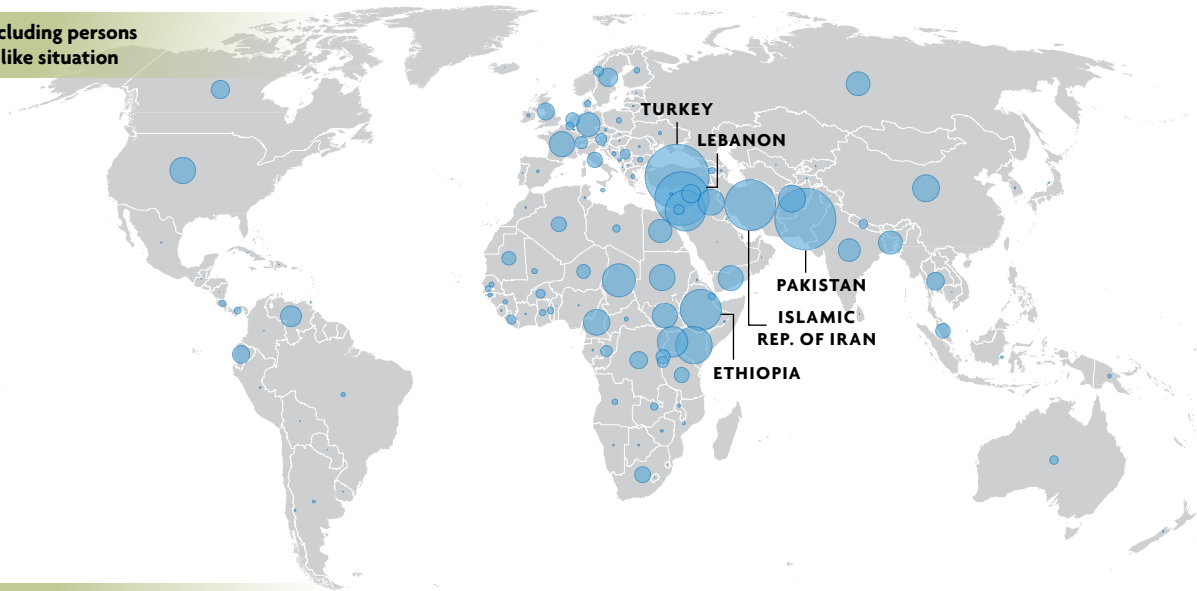 cluding persons
like situation
TURKEY
LEBANON
PAKISTAN
ISLAMIC
REP. OF IRAN
ETHIOPIA